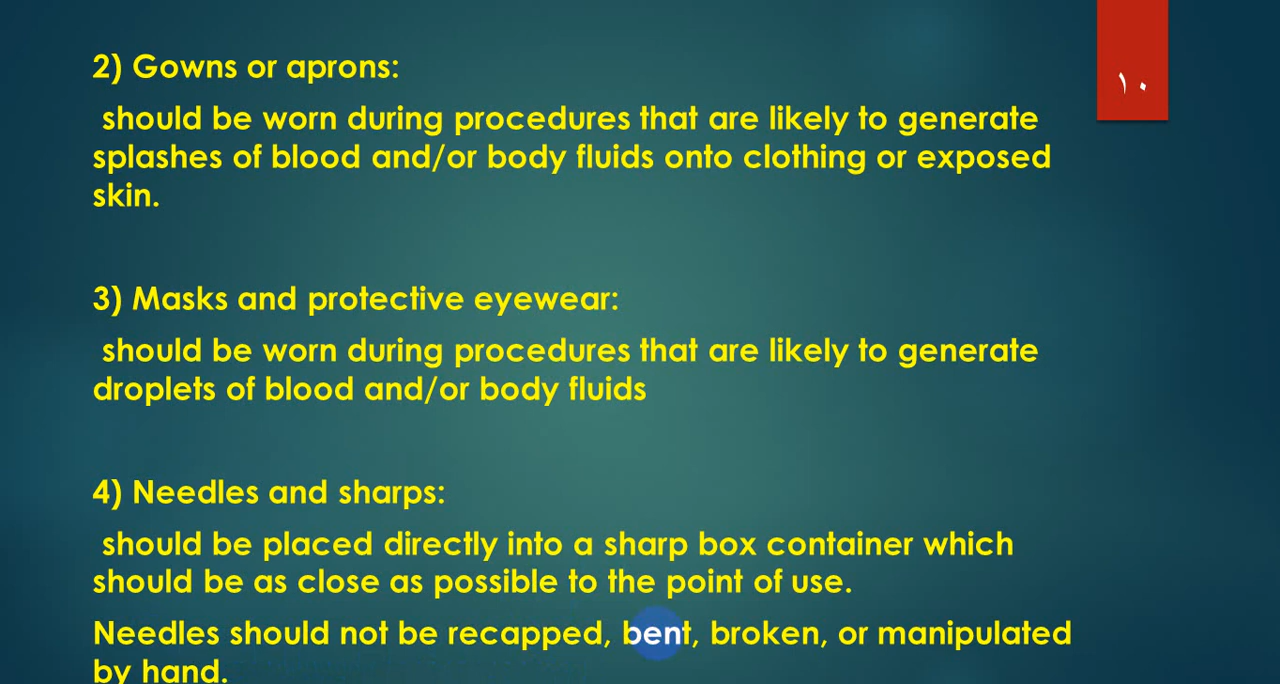 ١٠
2) Gowns or aprons:
should be worn during procedures that are likely to generate
splashes of blood and/or body fluids onto clothing or exposed
skin.
3) Masks and protective eyewear:
should be worn during procedures that are likely to generate
droplets of blood and/or body fluids
4) Needles and sharps:
should be placed directly into a sharp box container which
should be as close as possible to the point of use.
Needles should not be recapped, bent, broken, or manipulated
by hand.